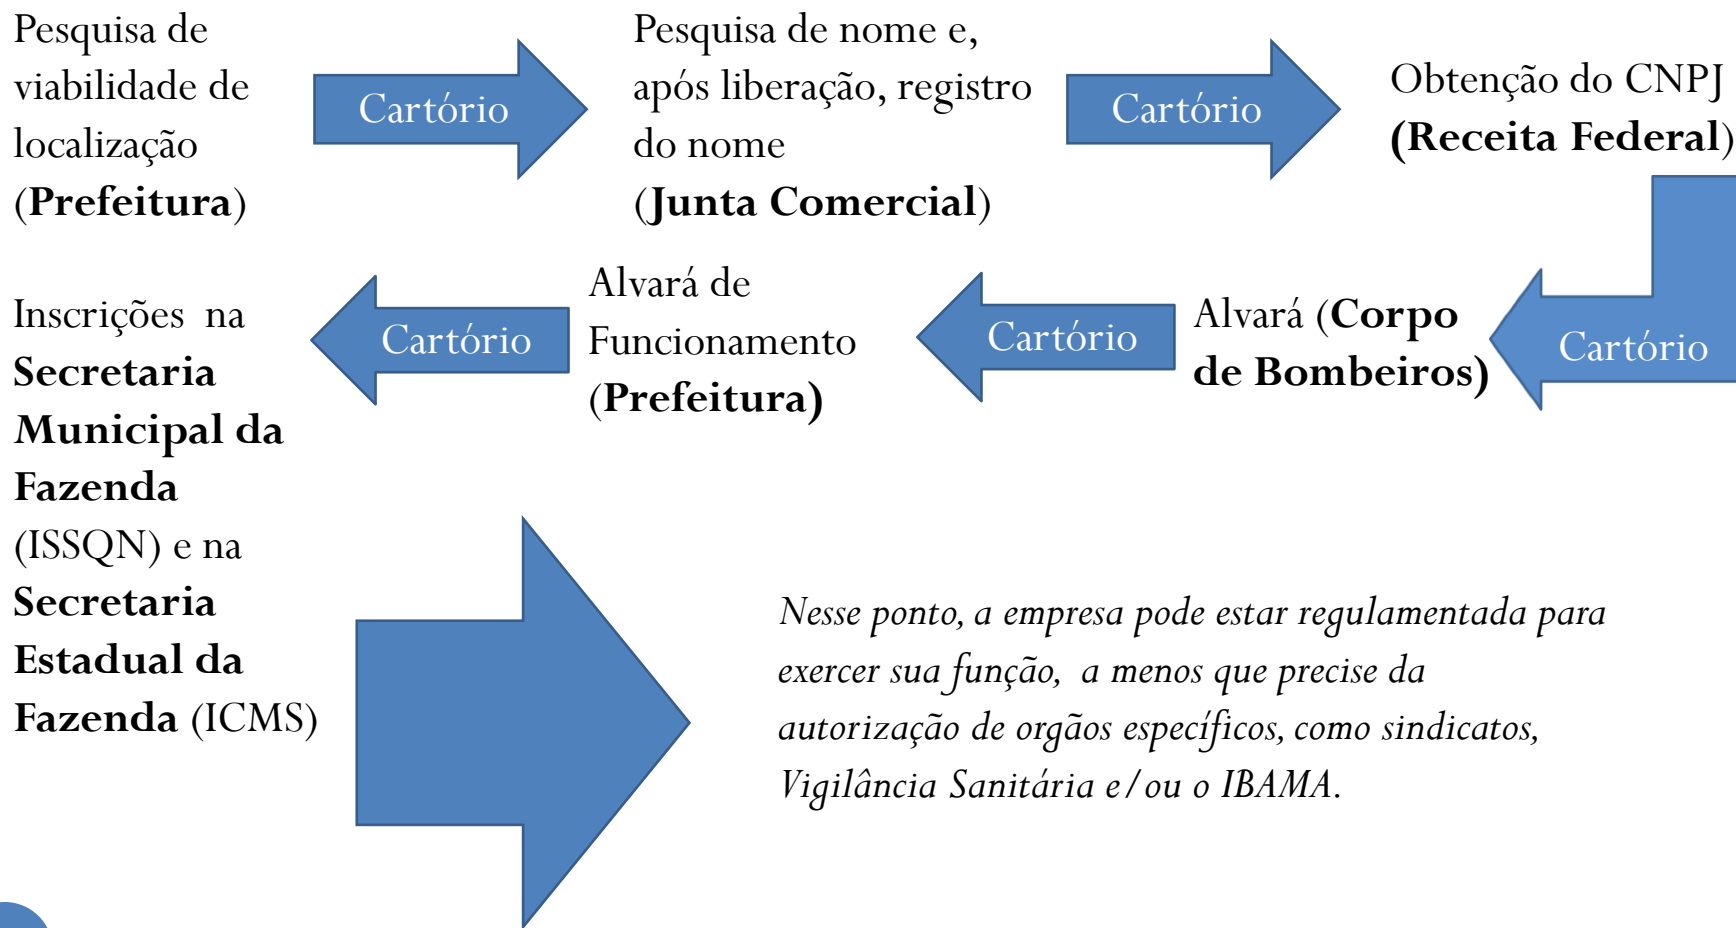 Pesquisa de
viabilidade de
localização
(Prefeitura)
Cartório
Pesquisa de nome e,
após liberação, registro
do nome
(Junta Comercial)
Cartório
Obtenção do CNPJ
(Receita Federal)
Cartório
Alvará (Corpo
de Bombeiros)
Cartório
Alvará de
Funcionamento
(Prefeitura)
Cartório
Inscrições na
Secretaria
Municipal da
Fazenda
(ISSQN) e na
Secretaria
Estadual da
Fazenda (ICMS)
Nesse ponto, a empresa pode estar regulamentada para
exercer sua função, a menos que precise da
autorização de orgãos específicos, como sindicatos,
Vigilância Sanitária e/ou o IBAMA.